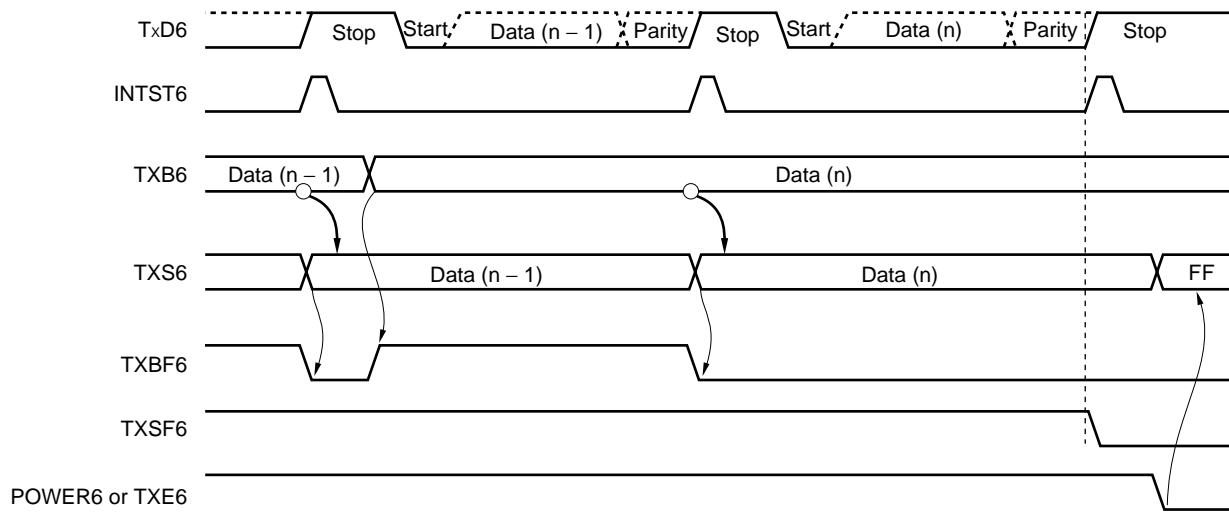 TxD6 Stop Start Data (n − 1) Parity Stop Start Data (n) Parity Stop
INTST6
TXB6 Data (n − 1) Data (n)
TXS6 Data (n − 1) Data (n) FF
TXBF6
TXSF6
POWER6 or TXE6